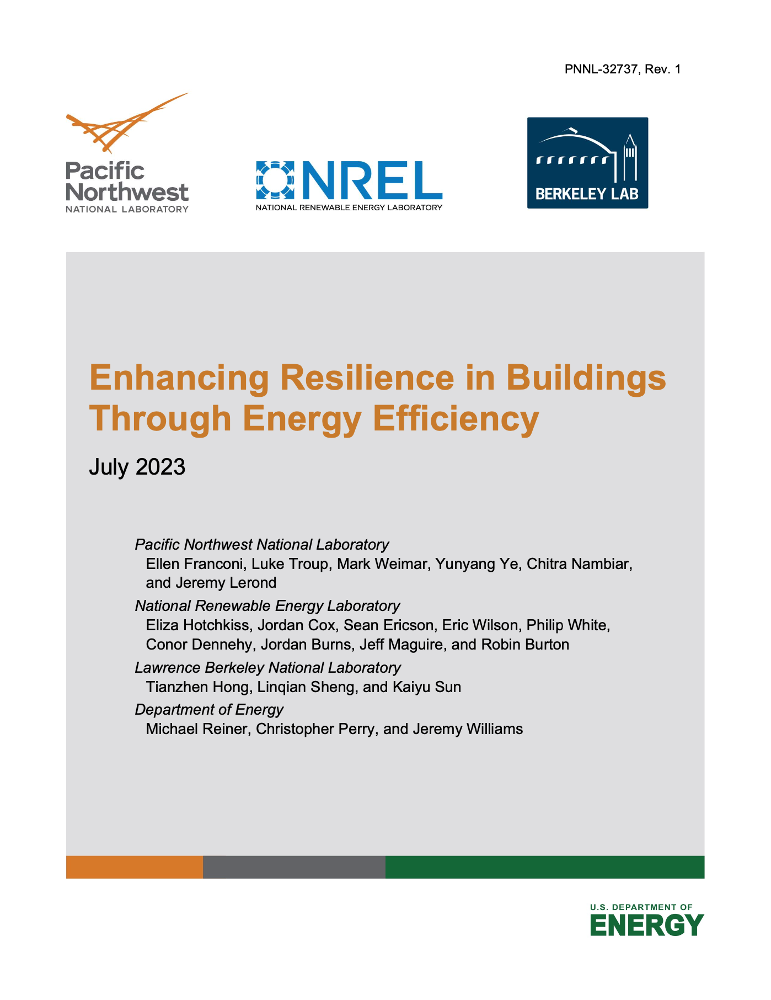 PNNL-32737, Rev. 1
Pacific
Northwest
NATIONAL LABORATORY
NREL
NATIONAL RENEWABLE ENERGY LABORATORY
BERKELEY LAB
Enhancing Resilience in Buildings
Through Energy Efficiency
July 2023
Pacific Northwest National Laboratory
Ellen Franconi, Luke Troup, Mark Weimar, Yunyang Ye, Chitra Nambiar,
and Jeremy Lerond
National Renewable Energy Laboratory
Eliza Hotchkiss, Jordan Cox, Sean Ericson, Eric Wilson, Philip White,
Conor Dennehy, Jordan Burns, Jeff Maguire, and Robin Burton
Lawrence Berkeley National Laboratory
Tianzhen Hong, Linqian Sheng, and Kaiyu Sun
Department of Energy
Michael Reiner, Christopher Perry, and Jeremy Williams
U.S. DEPARTMENT OF
ENERGY